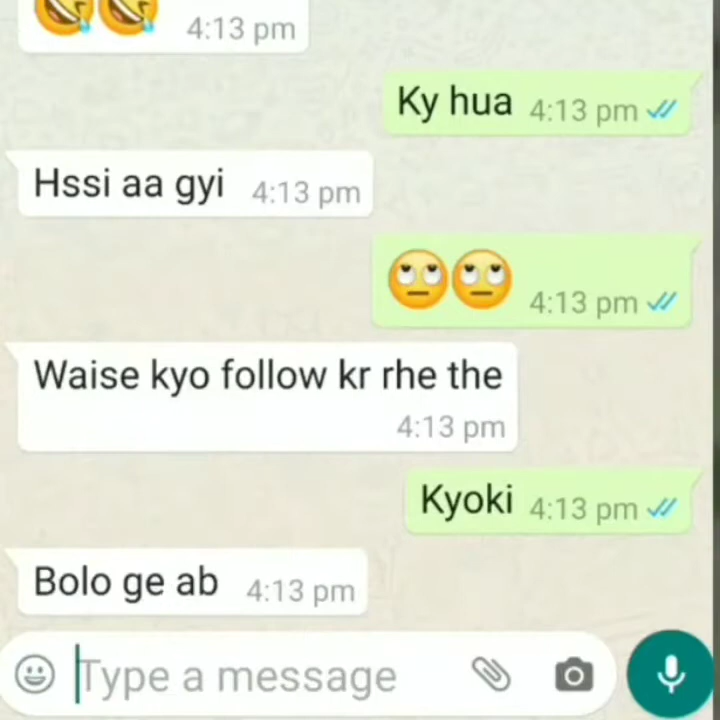 4:13 pm
Ky hua 4:13 pm
Hssi aa gyi 4:13 pm
4:13 pm
Waise kyo follow kr rhe the
4:13 pm
Kyoki 4:13 pm
Bolo ge ab 4:13 pm
Type a message